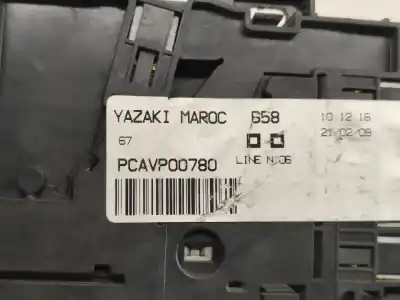 YAZAKI MAROC 658 10 12 16
67 21/02/09
PCAVP00780 LINE N 06